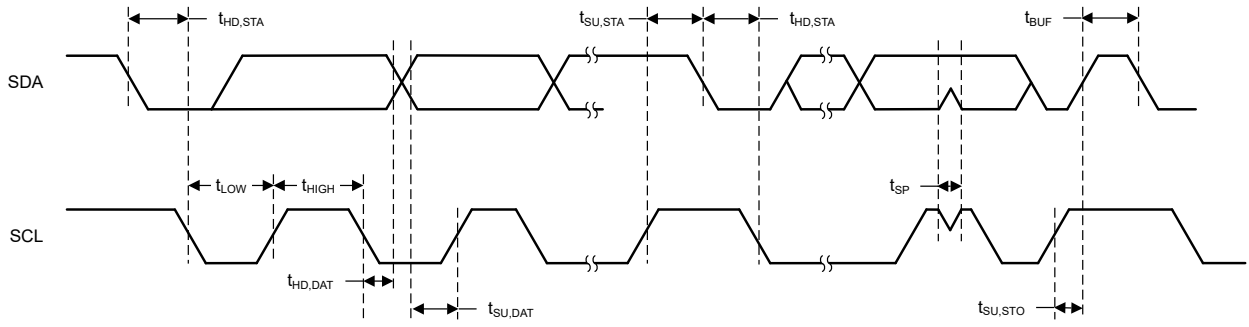 tHD,STA
tSU,STA
tHD,STA
tBUF
SDA
tLOW
tHIGH
tSP
SCL
tHD,DAT
tSU,DAT
tSU,STO